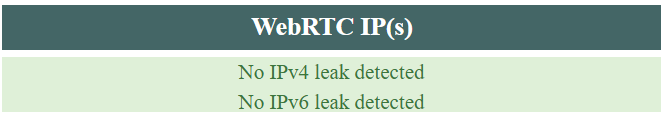 WebRTC IP(s)
No IPv4 leak detected
No IPv6 leak detected